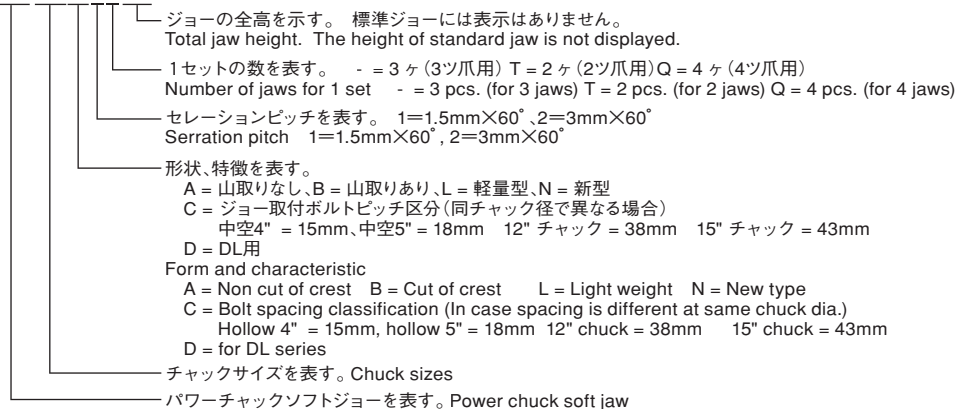 ジョーの全高を示す。 標準ジョーには表示はありません。
Total jaw height. The height of standard jaw is not displayed.
1セットの数を表す。 - = 3 ヶ（3ツ爪用） T = 2 ヶ（2ツ爪用）Q = 4 ヶ（4ツ爪用）
Number of jaws for 1 set - = 3 pcs. (for 3 jaws) T = 2 pcs. (for 2 jaws) Q = 4 pcs. (for 4 jaws)
セレーションピッチを表す。 1＝1.5mm×60°、2＝3mm×60°
Serration pitch 1＝1.5mm×60°, 2＝3mm×60°
形状、特徴を表す。
A = 山取りなし、B = 山取りあり、L = 軽量型、N = 新型
C = ジョー取付ボルトピッチ区分（同チャック径で異なる場合）
中空4" = 15mm、中空5" = 18mm 12" チャック = 38mm 15" チャック = 43mm
D = DL用
Form and characteristic
A = Non cut of crest B = Cut of crest L = Light weight N = New type
C = Bolt spacing classification (In case spacing is different at same chuck dia.)
Hollow 4" = 15mm, hollow 5" = 18mm 12" chuck = 38mm 15" chuck = 43mm
D = for DL series
チャックサイズを表す。Chuck sizes
パワーチャックソフトジョーを表す。Power chuck soft jaw